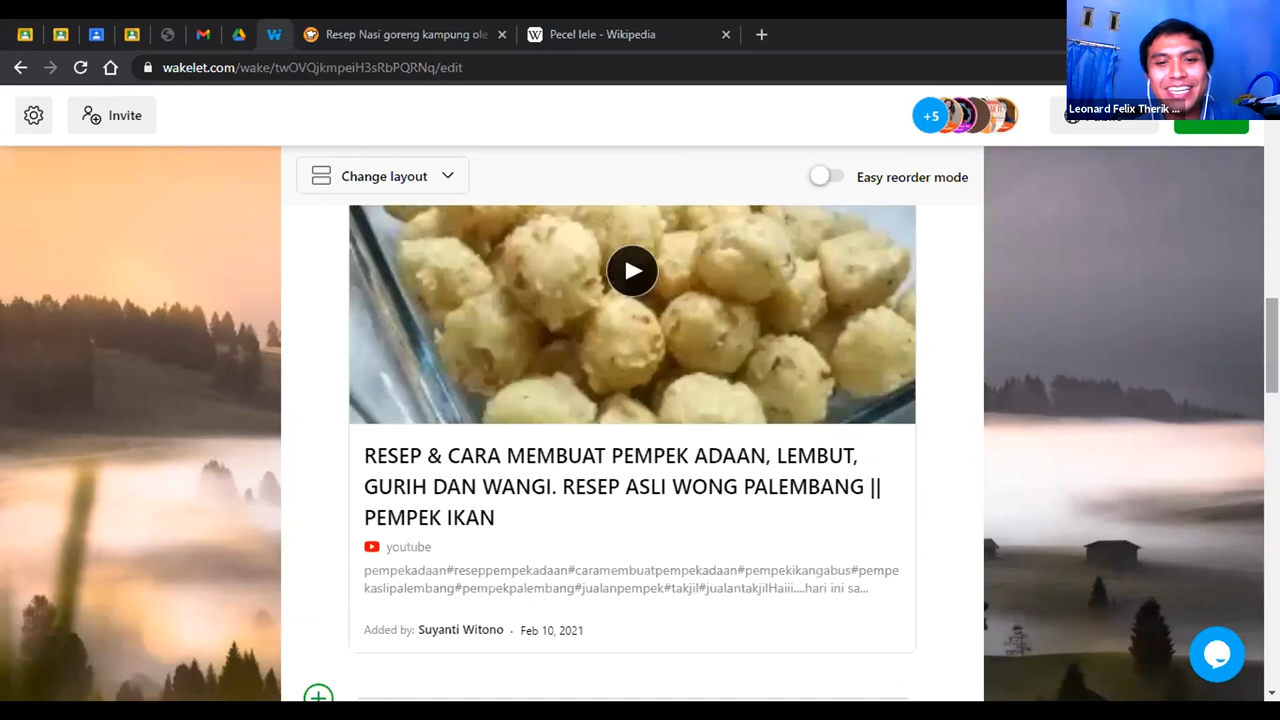 Resep Nasi goreng kampung ole
Pecel lele - Wikipedia
wakelet.com/wake/twOVQjkmpeiH3sRbPQRNq/edit
Invite
+5
Leonard Felix Therik ...
Change layout
Easy reorder mode
RESEP & CARA MEMBUAT PEMPEK ADAAN, LEMBUT,
GURIH DAN WANGI. RESEP ASLI WONG PALEMBANG ||
PEMPEK IKAN
youtube
pempekadaan#reseppempekadaan#caramembuatpempekadaan#pempekikangabus#pempe
kaslipalembang#pempekpalembang#jualanpempek#takjil#jualantakjilHaiii....hari ini sa...
Added by: Suyanti Witono · Feb 10, 2021